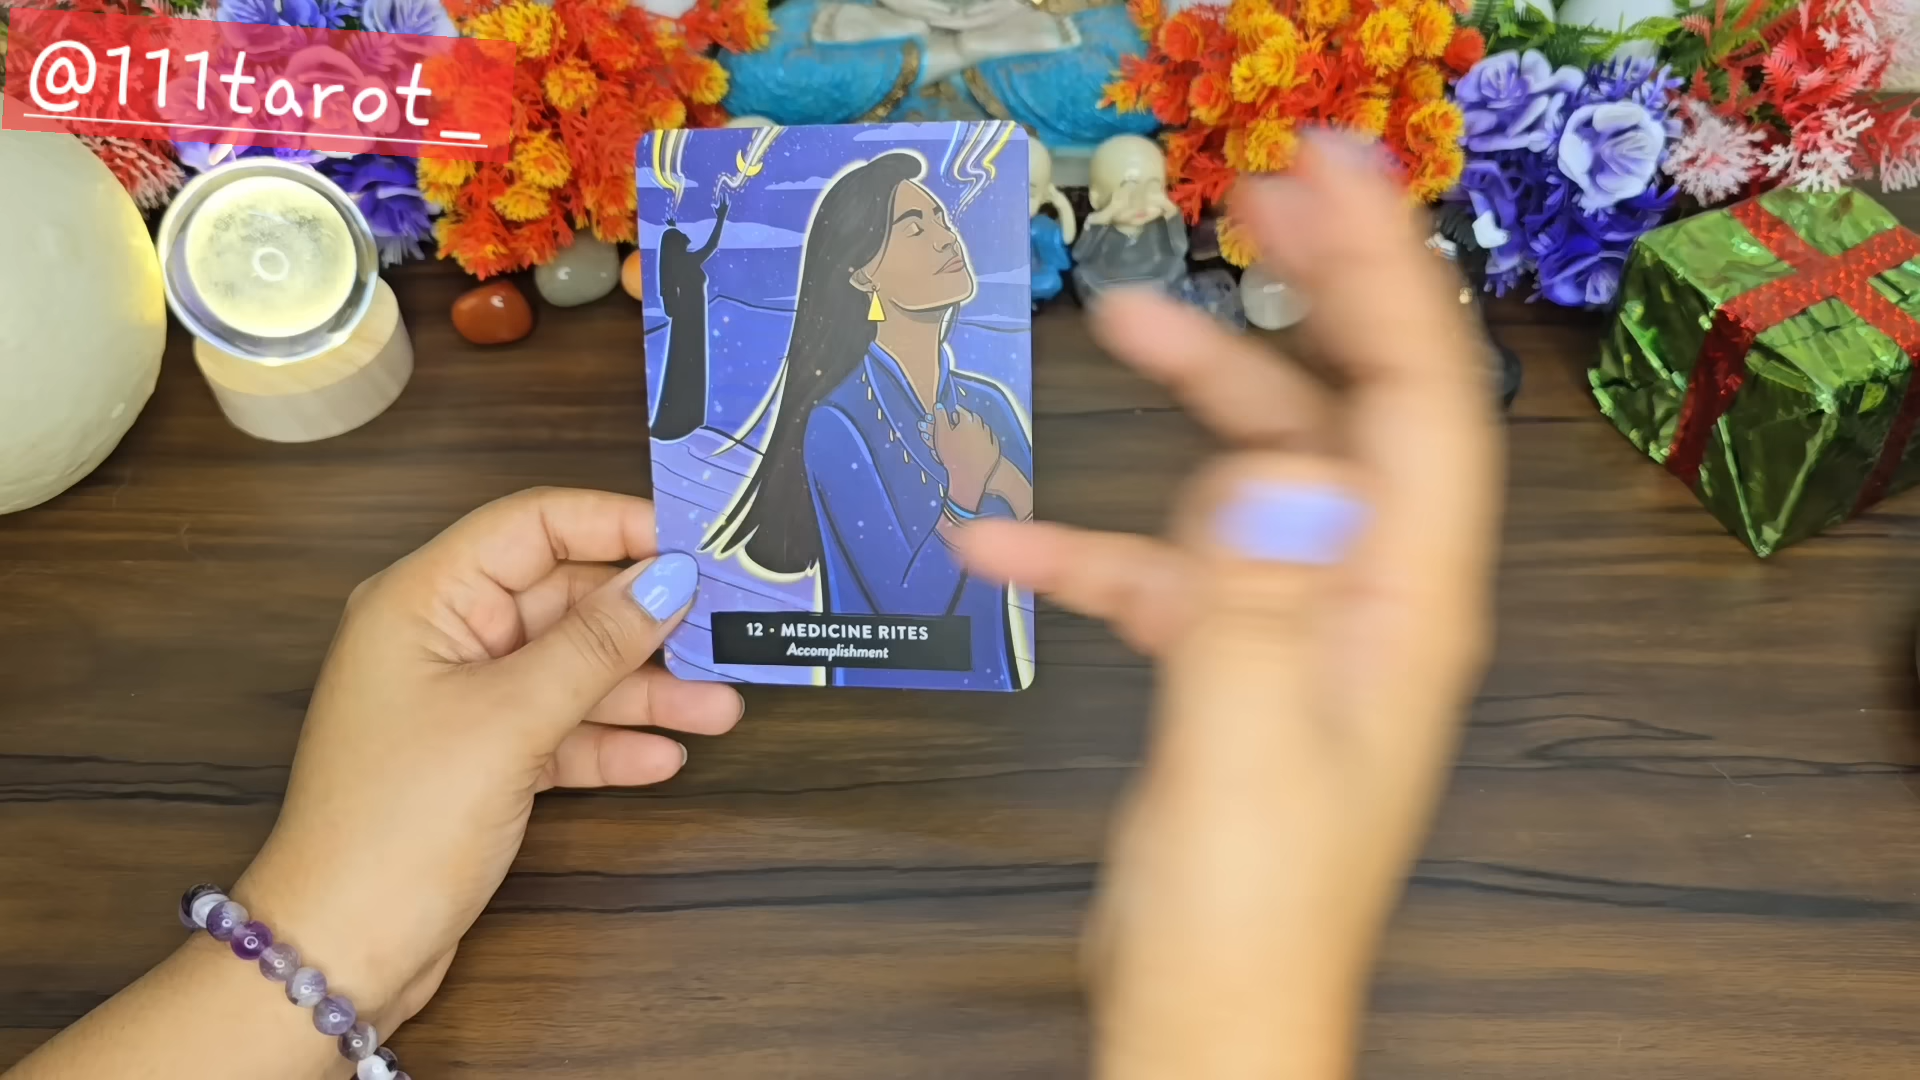 @111tarot_
12 • MEDICINE RITES
Accomplishment